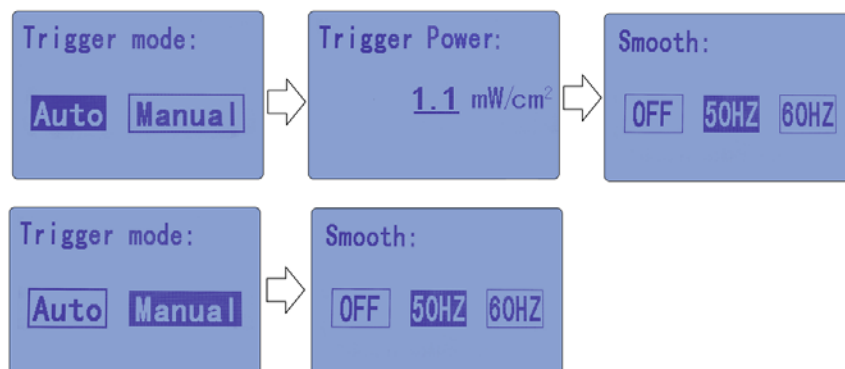 Trigger mode:
Auto Manual
Trigger Power:
1.1 mW/cm²
Smooth:
OFF 50HZ 60HZ
Trigger mode:
Auto Manual
Smooth:
OFF 50HZ 60HZ